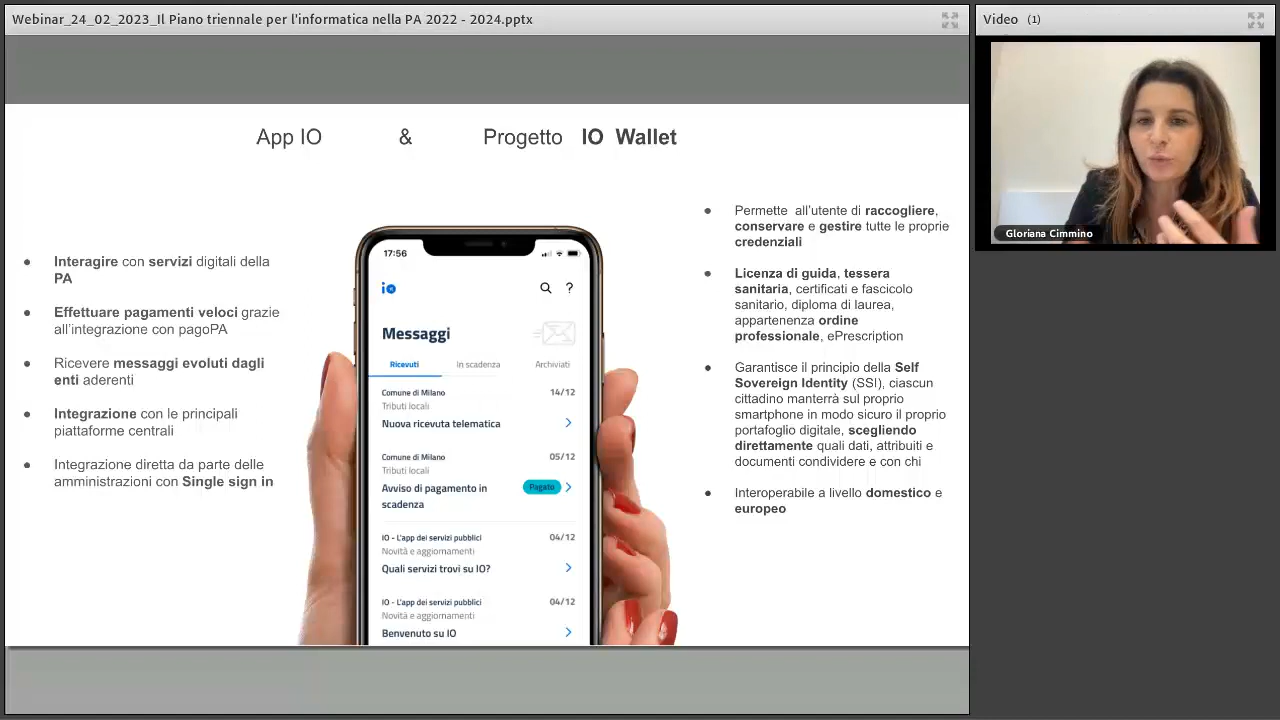 Webinar_24_02_2023_Il Piano triennale per l'informatica nella PA 2022 - 2024.pptx
Video (1)
Gloriana Cimmino
App IO & Progetto IO Wallet
Interagire con servizi digitali della
PA
Effettuare pagamenti veloci grazie
all'integrazione con pagoPA
Ricevere messaggi evoluti dagli
enti aderenti
Integrazione con le principali
piattaforme centrali
Integrazione diretta da parte delle
amministrazioni con Single sign in
17:56
io
?
Messaggi
Ricevuti In scadenza Archiviati
Comune di Milano 14/12
Tributi locali
Nuova ricevuta telematica
Comune di Milano 05/12
Tributi locali
Avviso di pagamento in Pagato
scadenza
IO - L'app dei servizi pubblici 04/12
Novità e aggiornamenti
Quali servizi trovi su IO?
IO - L'app dei servizi pubblici 04/12
Novità e aggiornamenti
Benvenuto su IO
Permette all'utente di raccogliere,
conservare e gestire tutte le proprie
credenziali
Licenza di guida, tessera
sanitaria, certificati e fascicolo
sanitario, diploma di laurea,
appartenenza ordine
professionale, ePrescription
Garantisce il principio della Self
Sovereign Identity (SSI), ciascun
cittadino manterrà sul proprio
smartphone in modo sicuro il proprio
portafoglio digitale, scegliendo
direttamente quali dati, attribuiti e
documenti condividere e con chi
Interoperabile a livello domestico e
europeo